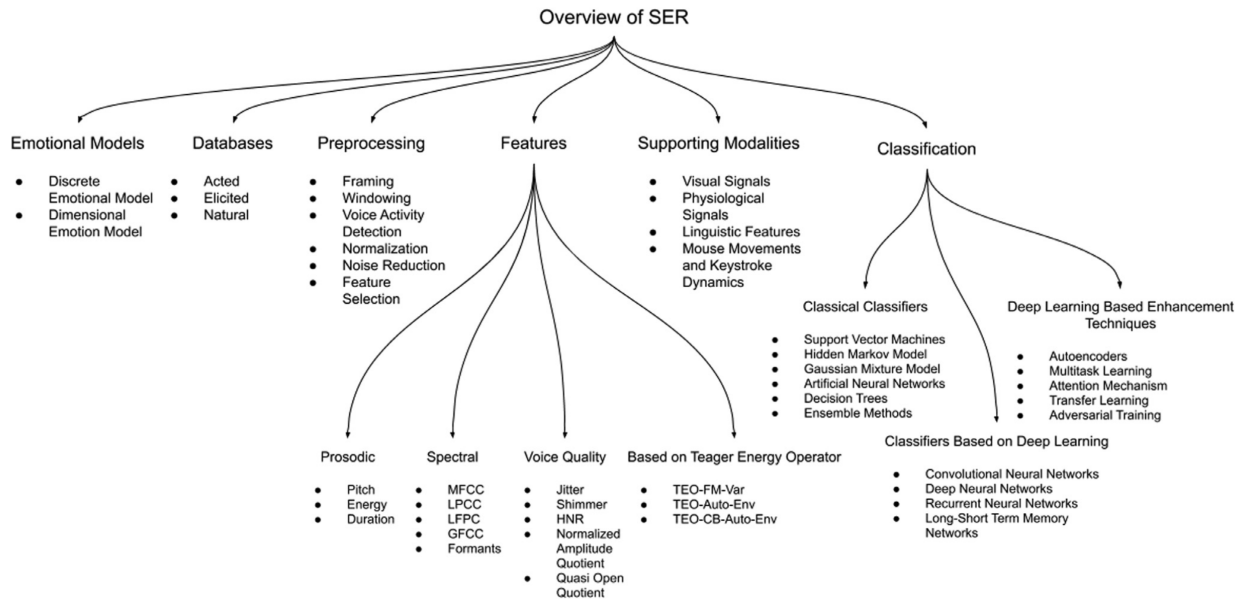 Overview of SER
Emotional Models
● Discrete
Emotional Model
● Dimensional
Emotion Model
Databases
● Acted
● Elicited
● Natural
Preprocessing
● Framing
● Windowing
● Voice Activity
Detection
● Normalization
● Noise Reduction
● Feature
Selection
Features
Prosodic
● Pitch
● Energy
● Duration
Spectral
● MFCC
● LPCC
● LFPC
● GFCC
● Formants
Voice Quality
● Jitter
● Shimmer
● HNR
● Normalized
Amplitude
Quotient
● Quasi Open
Quotient
Based on Teager Energy Operator
● TEO-FM-Var
● TEO-Auto-Env
● TEO-CB-Auto-Env
Supporting Modalities
● Visual Signals
● Physiological
Signals
● Linguistic Features
● Mouse Movements
and Keystroke
Dynamics
Classification
Classical Classifiers
● Support Vector Machines
● Hidden Markov Model
● Gaussian Mixture Model
● Artificial Neural Networks
● Decision Trees
● Ensemble Methods
Classifiers Based on Deep Learning
● Convolutional Neural Networks
● Deep Neural Networks
● Recurrent Neural Networks
● Long-Short Term Memory
Networks
Deep Learning Based Enhancement
Techniques
● Autoencoders
● Multitask Learning
● Attention Mechanism
● Transfer Learning
● Adversarial Training